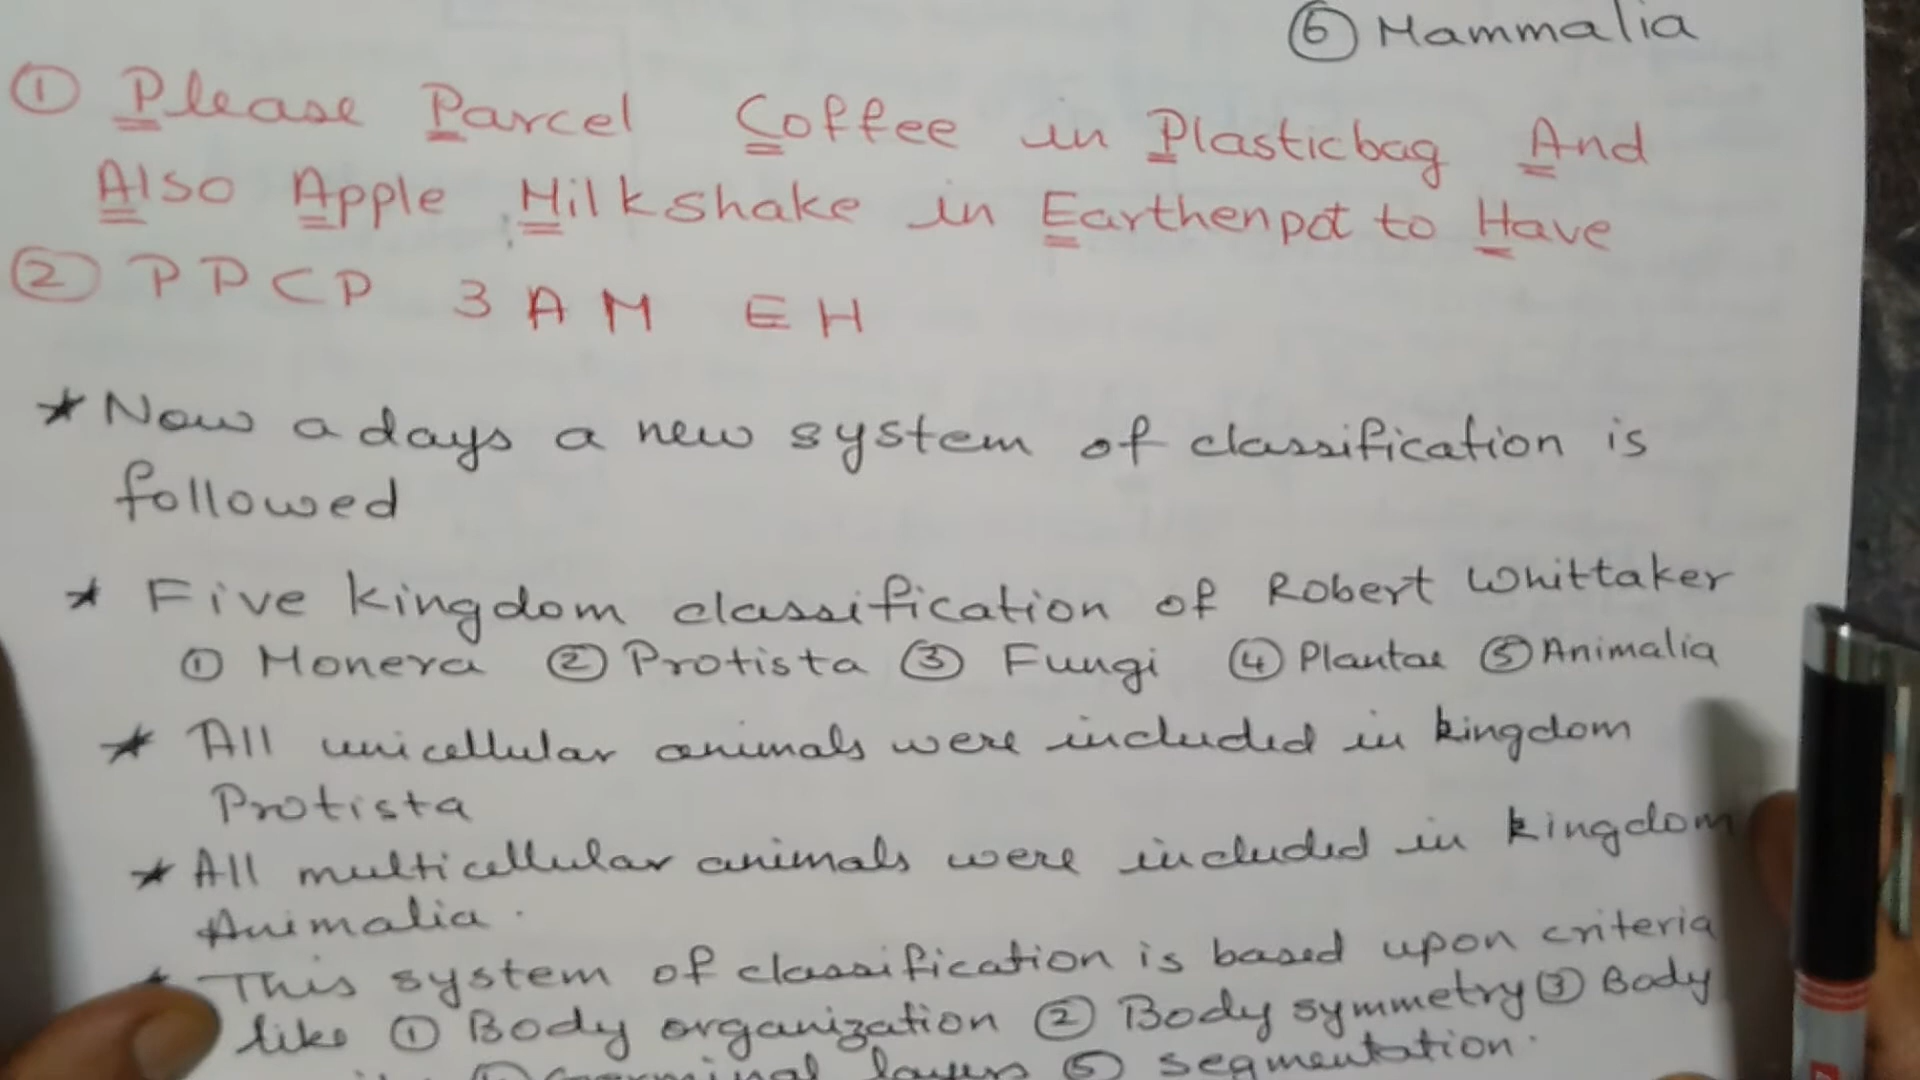 ⑥ Mammalia
① Please Parcel Coffee in Plasticbag And
Also Apple Milkshake in Earthenpot to Have
② PPCP 3 A M E H
* Now a days a new system of classification is
followed
* Five kingdom classification of Robert Whittaker
① Monera ② Protista ③ Fungi ④ Plantae ⑤ Animalia
* All unicellular animals were included in kingdom
Protista
* All multicellular animals were included in kingdom
Animalia.
* This system of classification is based upon criteria
like ① Body organization ② Body symmetry ③ Body
④ Germinal layers ⑤ segmentation.